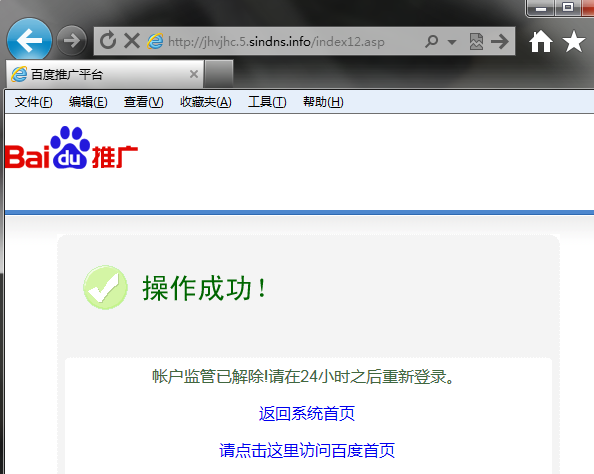 http://jhvjhc.5.sindns.info/index12.asp
百度推广平台
文件(F) 编辑(E) 查看(V) 收藏夹(A) 工具(T) 帮助(H)
Bai du 推广
操作成功！
帐户监管已解除!请在24小时之后重新登录。
返回系统首页
请点击这里访问百度首页